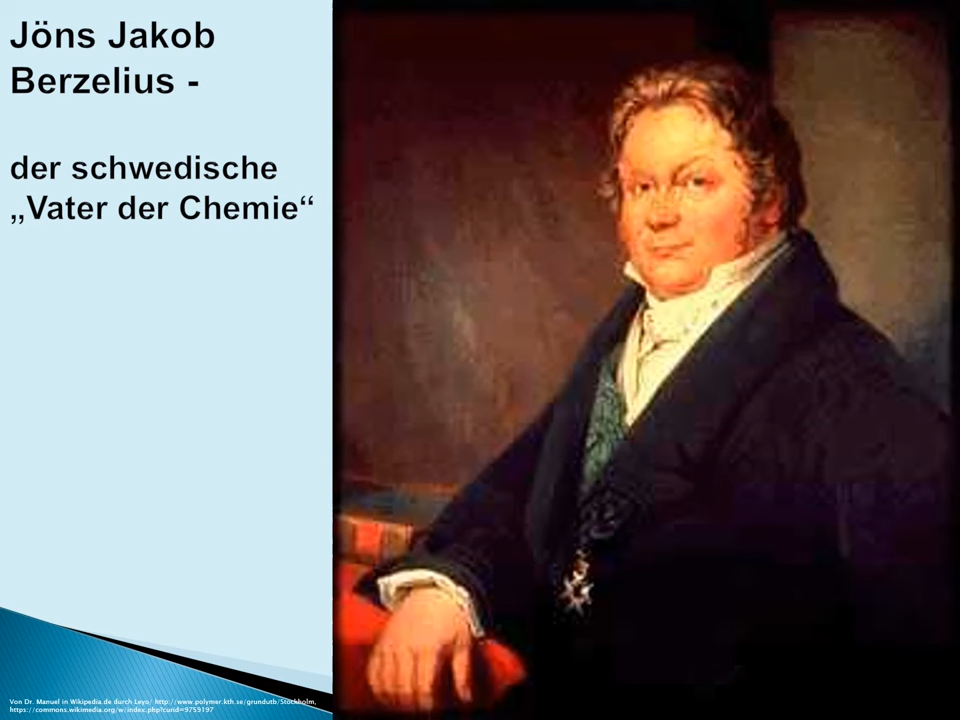 Jöns Jakob
Berzelius -
der schwedische
„Vater der Chemie“
Von Dr. Manuel in Wikipedia.de durch Leyo/ http://www.polymer.kth.se/grundutb/Stockholm,
https://commons.wikimedia.org/w/index.php?curid=9759197